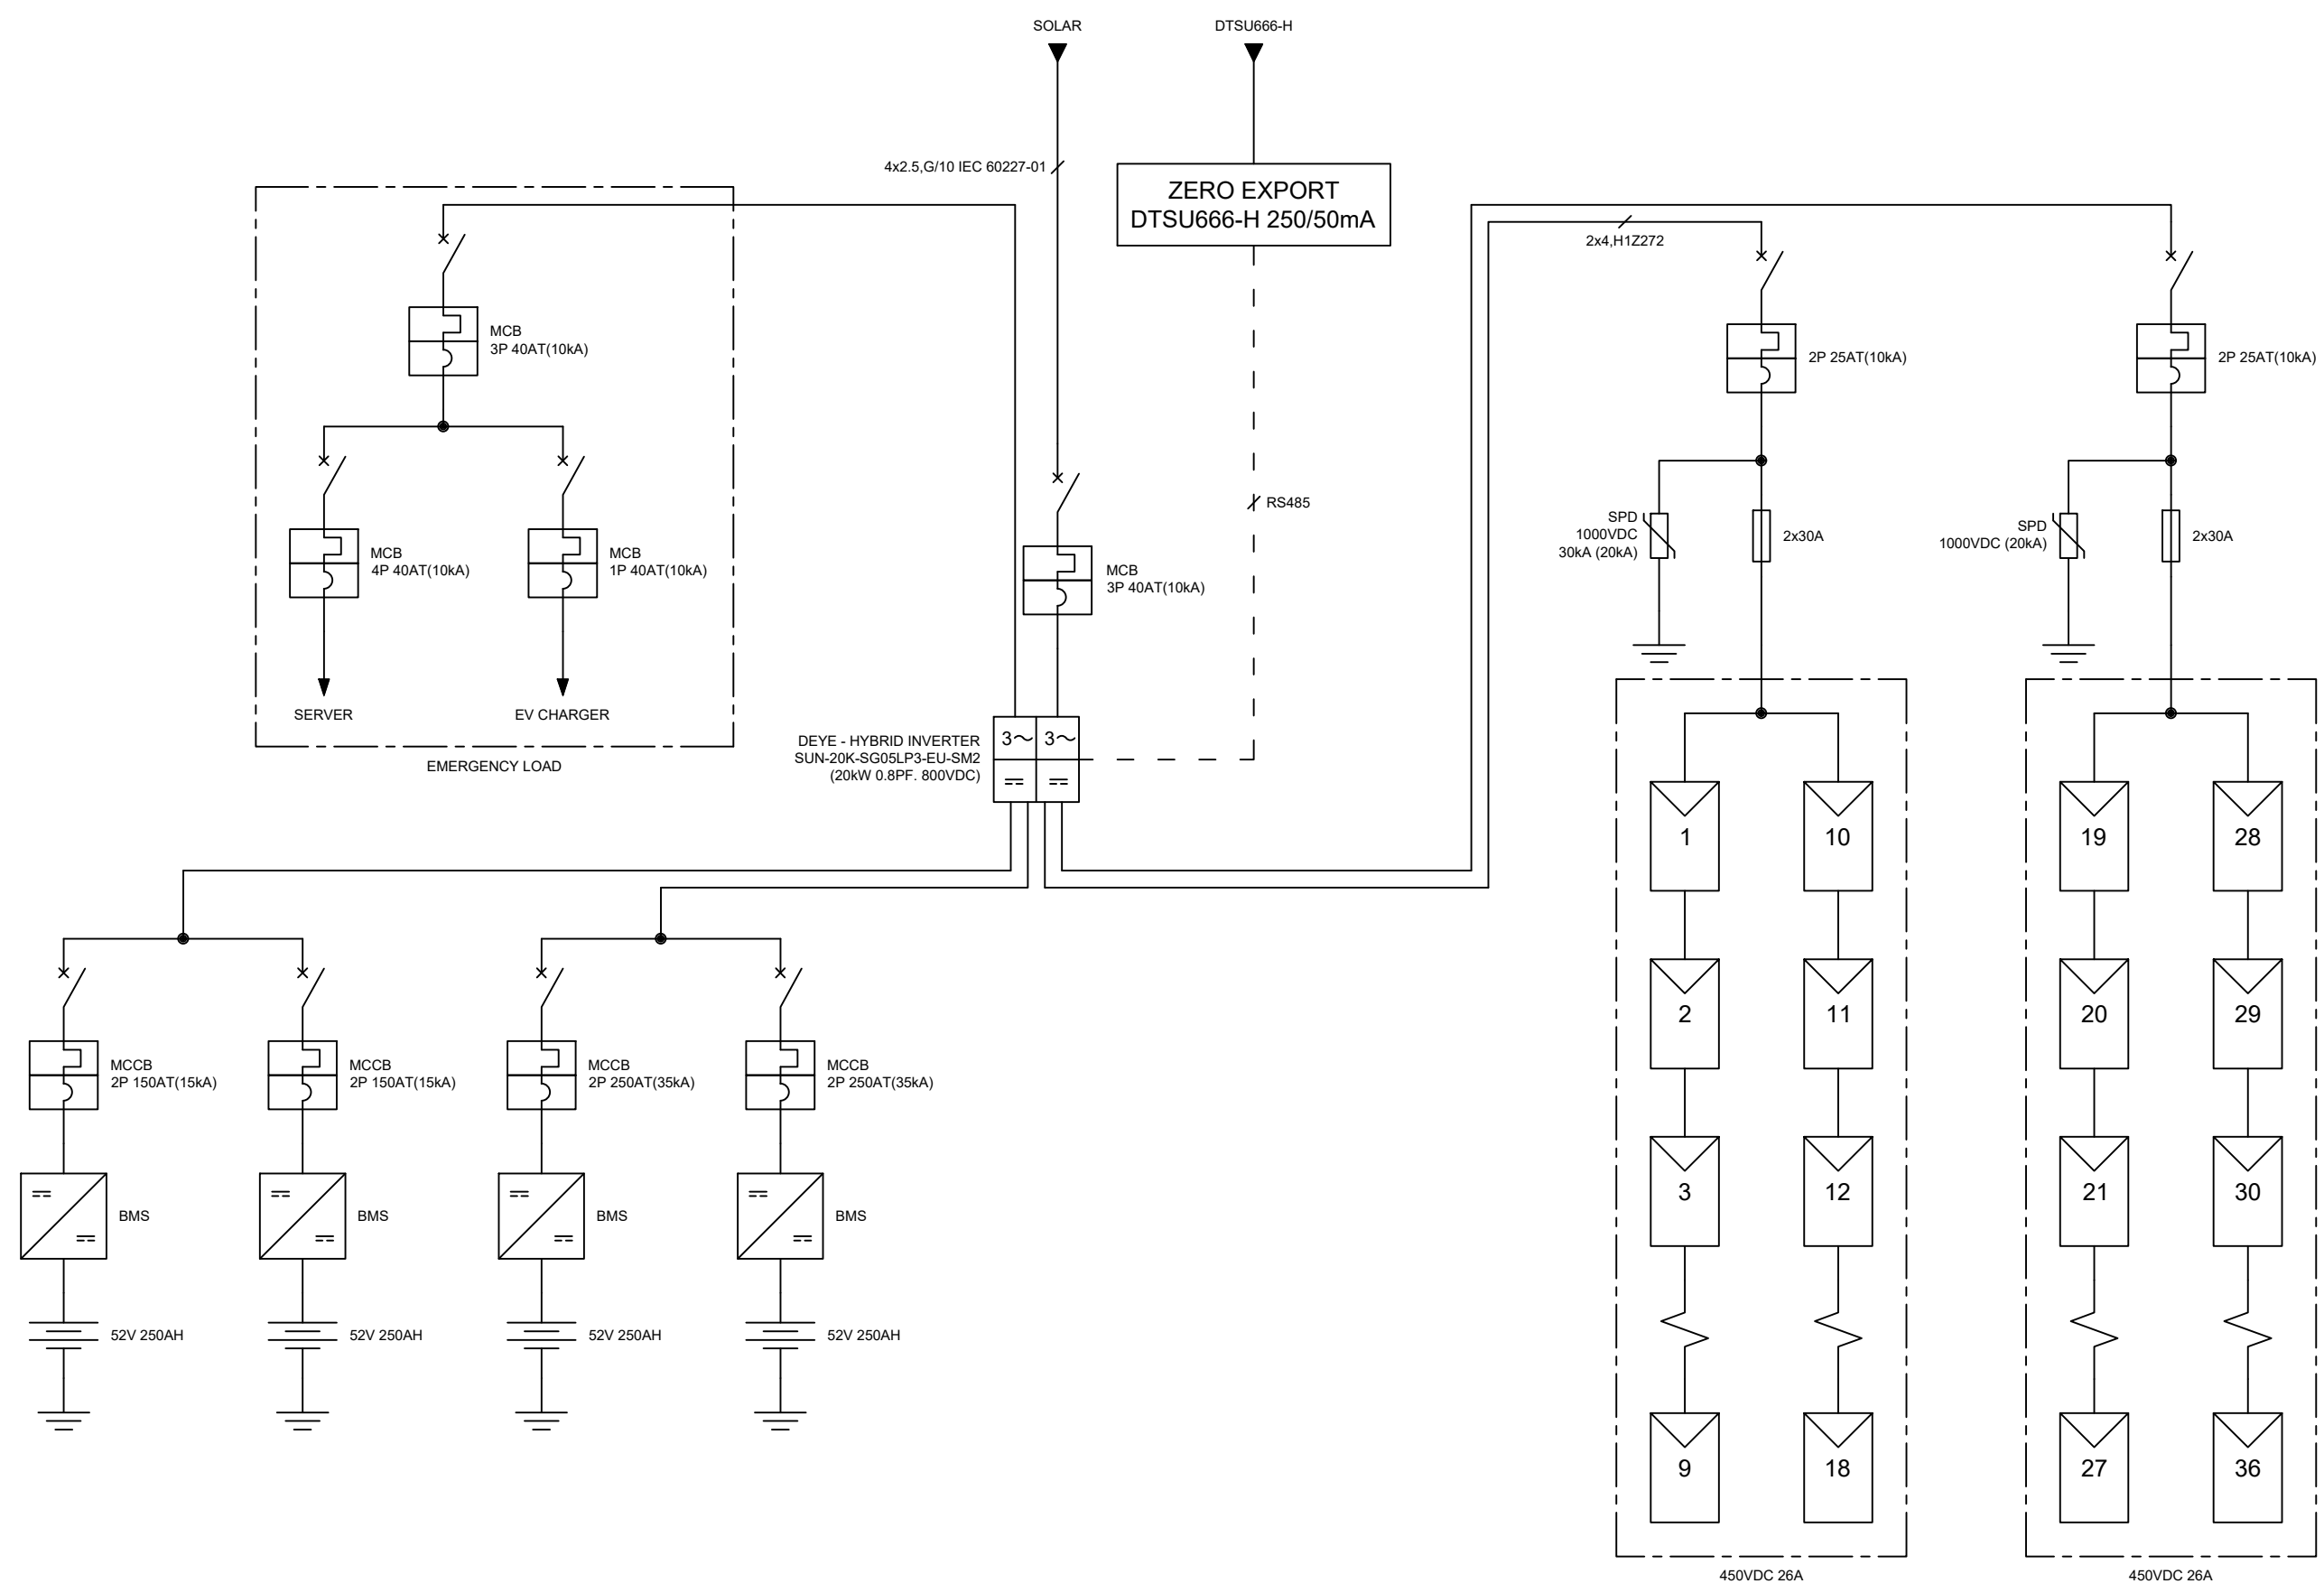 SOLAR
DTSU666-H
4x2.5,G/10 IEC 60227-01
ZERO EXPORT
DTSU666-H 250/50mA
2x4,H1Z272
MCB
3P 40AT(10kA)
2P 25AT(10kA)
2P 25AT(10kA)
RS485
SPD
1000VDC
30kA (20kA)
2x30A
SPD
1000VDC (20kA)
2x30A
MCB
4P 40AT(10kA)
MCB
1P 40AT(10kA)
MCB
3P 40AT(10kA)
SERVER
EV CHARGER
EMERGENCY LOAD
DEYE - HYBRID INVERTER
SUN-20K-SG05LP3-EU-SM2
(20kW 0.8PF. 800VDC)
3~
3~
1
10
19
28
2
11
20
29
3
12
21
30
9
18
27
36
MCCB
2P 150AT(15kA)
MCCB
2P 150AT(15kA)
MCCB
2P 250AT(35kA)
MCCB
2P 250AT(35kA)
BMS
BMS
BMS
BMS
52V 250AH
52V 250AH
52V 250AH
52V 250AH
450VDC 26A
450VDC 26A